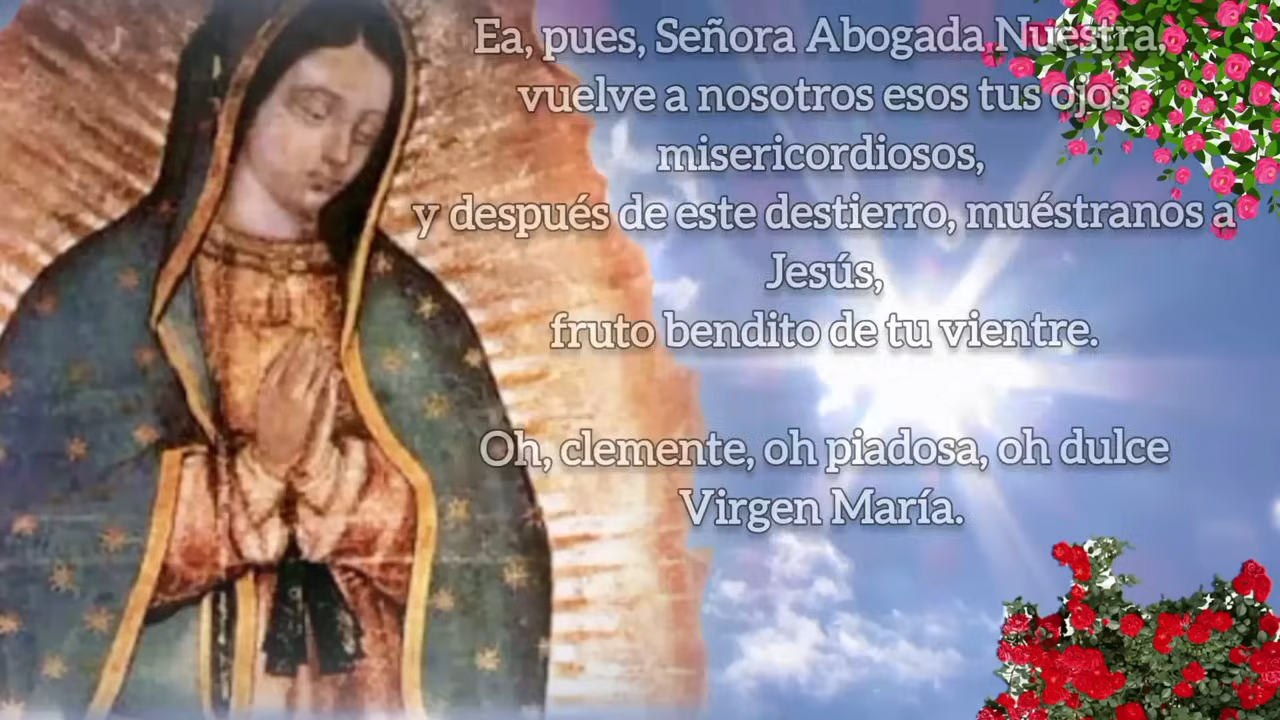 Ea, pues, Señora Abogada Nuestra,
vuelve a nosotros esos tus ojos
misericordiosos,
y después de este destierro, muéstranos a
Jesús,
fruto bendito de tu vientre.
Oh, clemente, oh piadosa, oh dulce
Virgen María.